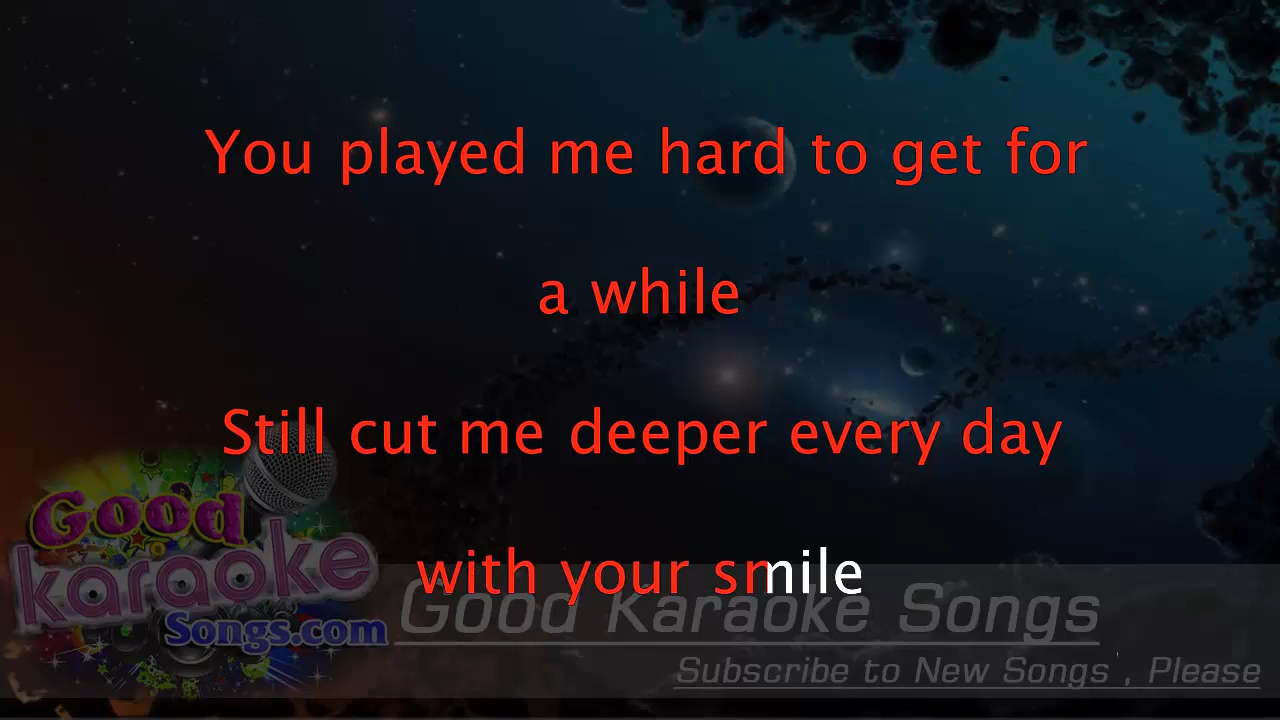 You played me hard to get for
a while
Still cut me deeper every day
with your smile
Good
karaoke
Songs.com
Good Karaoke Songs
Subscribe to New Songs , Please